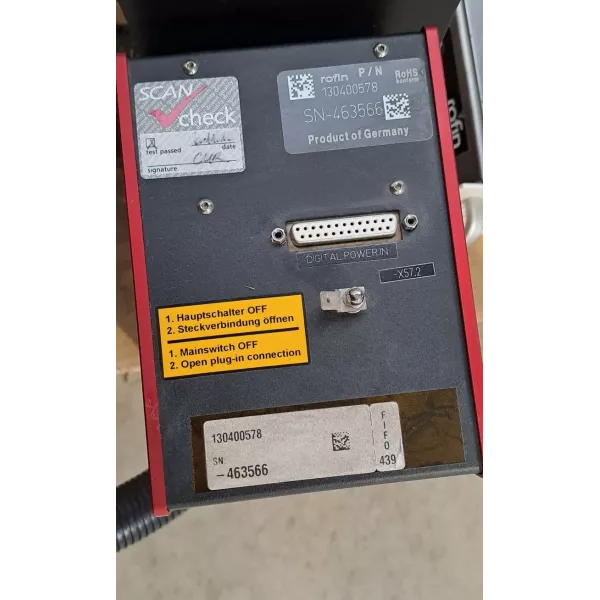 SCAN
check
test passed
date
signature
rofin P/N
130400578
RoHS
konform
SN-463566
Product of Germany
rofin
DIGITAL POWER IN
-X57.2
1. Hauptschalter OFF
2. Steckverbindung öffnen
1. Mainswitch OFF
2. Open plug-in connection
130400578
SN
-463566
FIFO
439